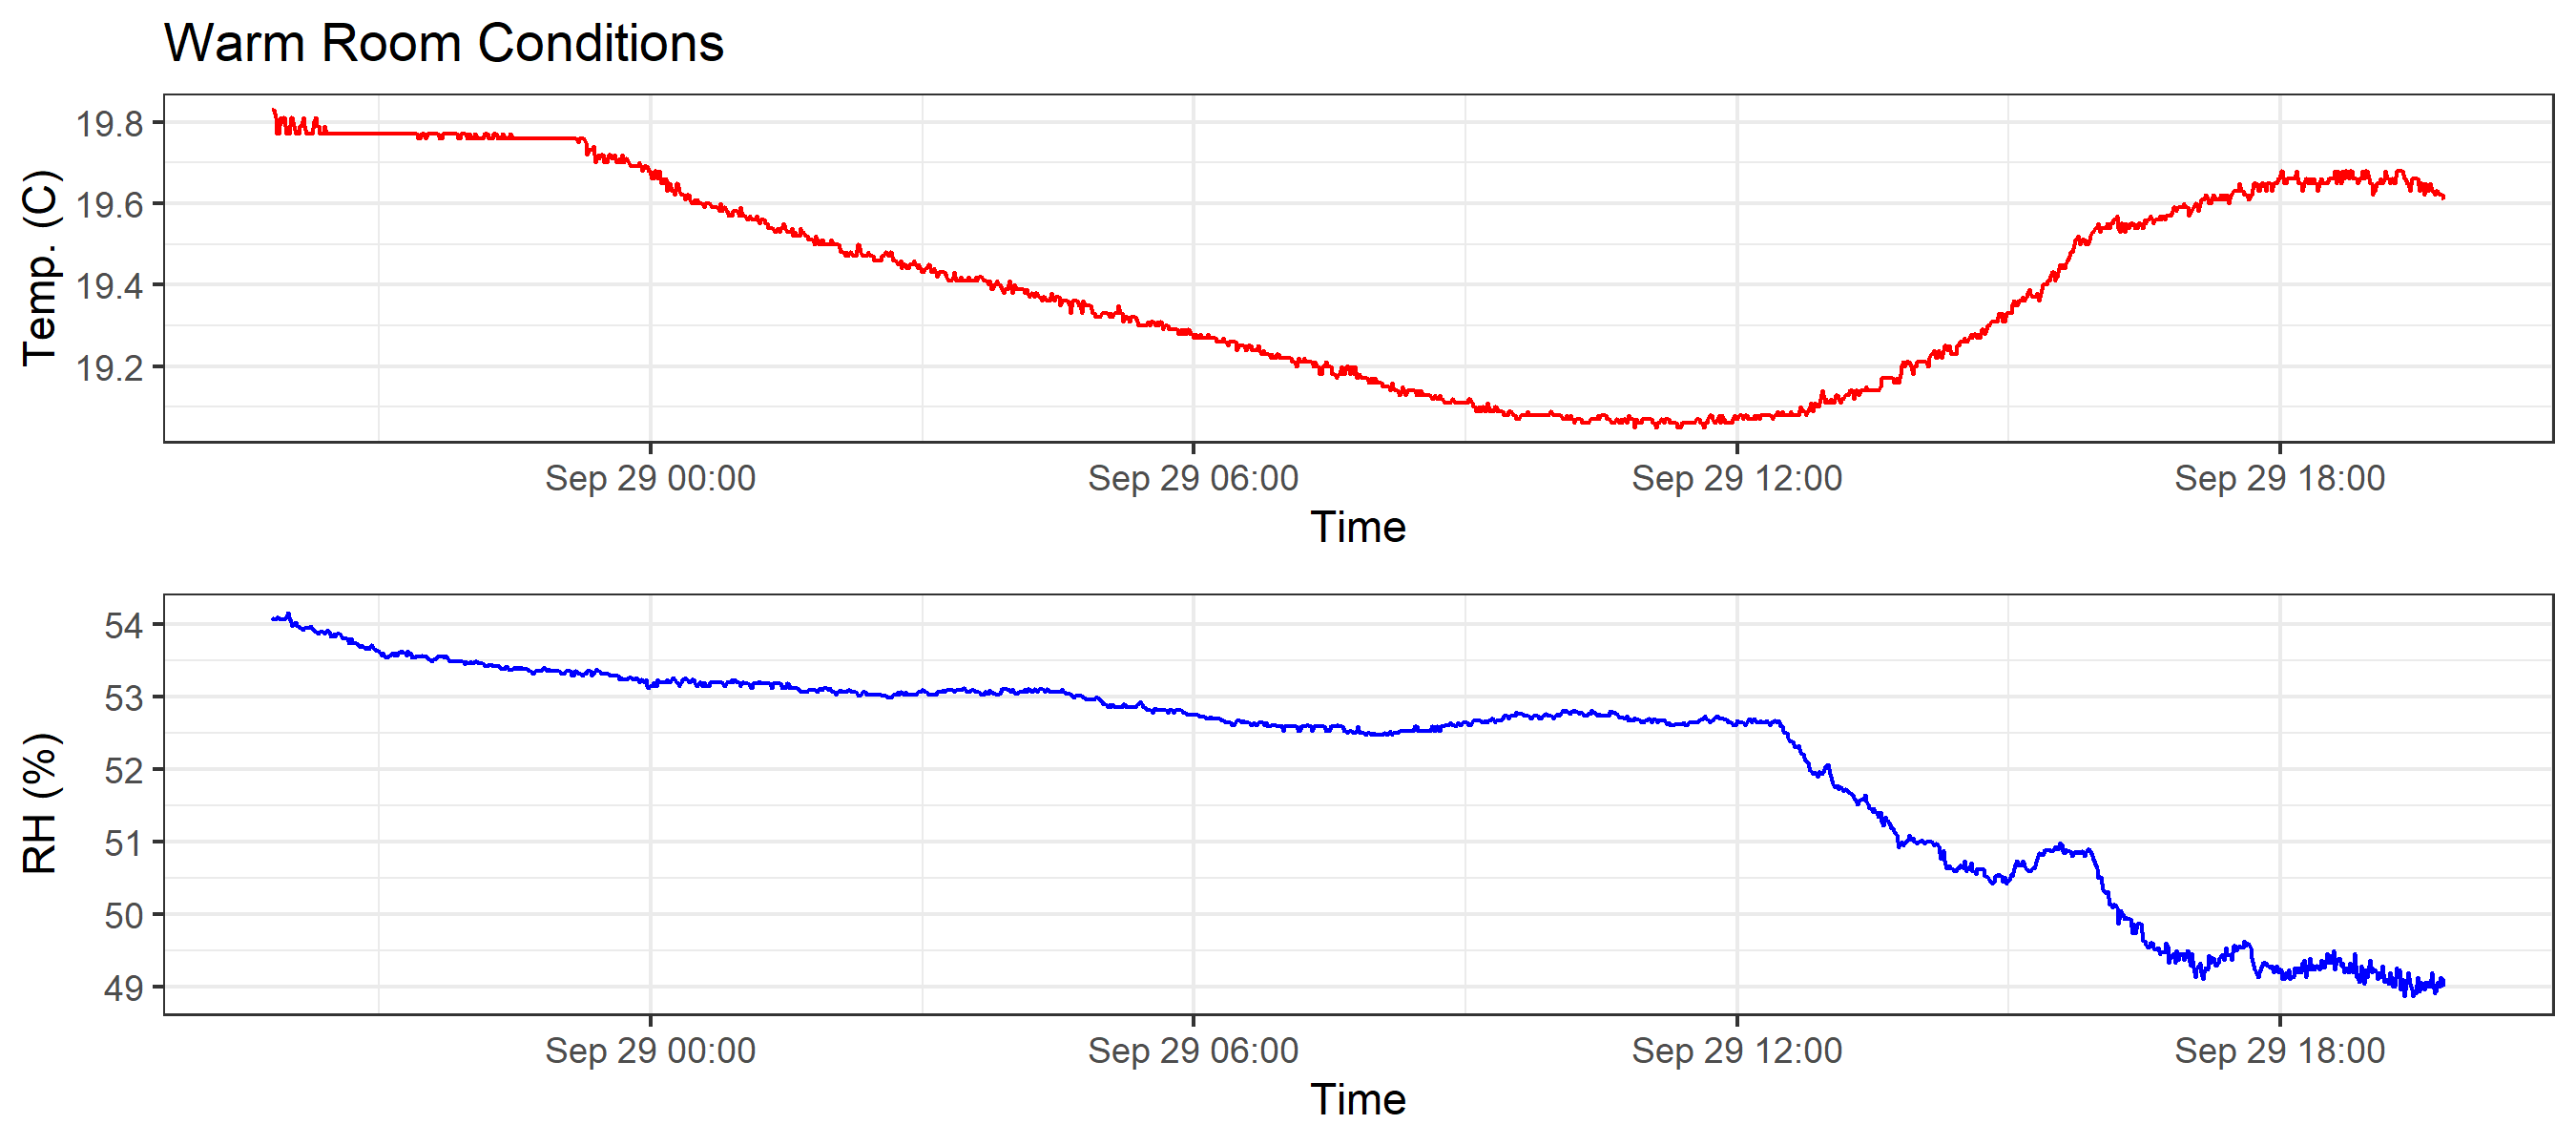 Warm Room Conditions
Temp. (C)
19.8
19.6
19.4
19.2
Sep 29 00:00 Sep 29 06:00 Sep 29 12:00 Sep 29 18:00
Time
RH (%)
54
53
52
51
50
49
Sep 29 00:00 Sep 29 06:00 Sep 29 12:00 Sep 29 18:00
Time